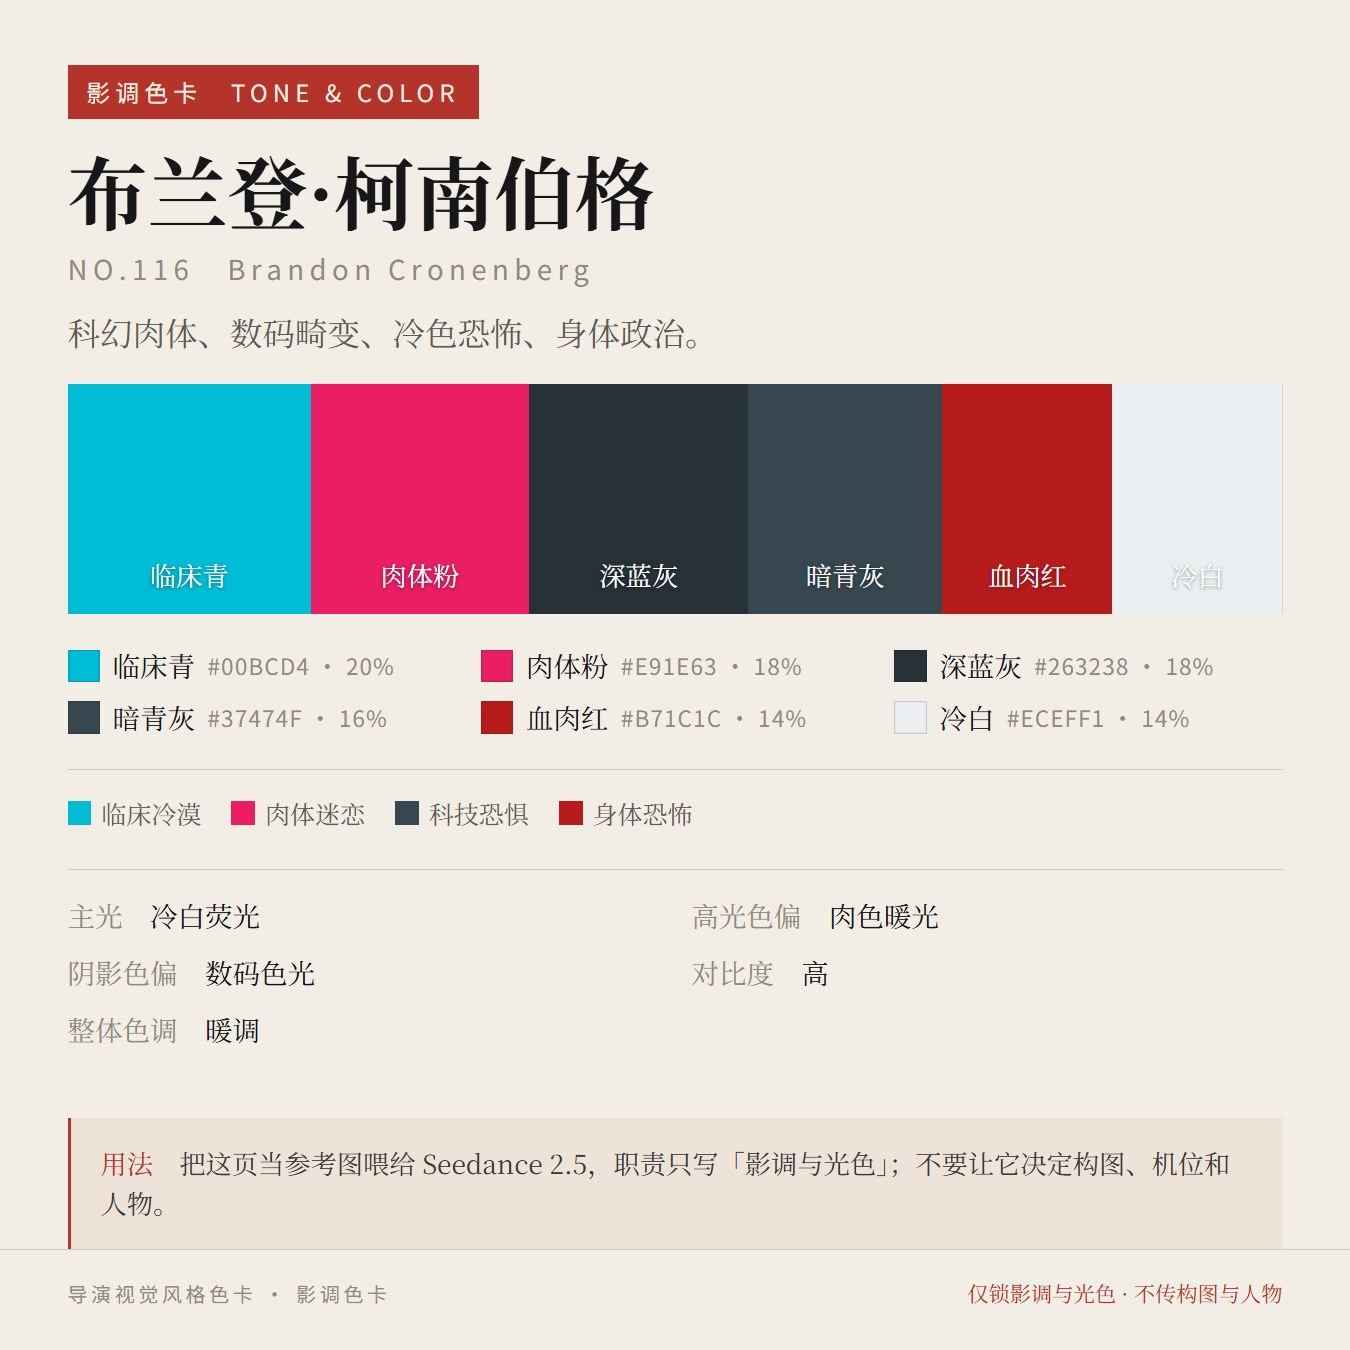 影调色卡 TONE & COLOR
布兰登·柯南伯格
NO.116 Brandon Cronenberg
科幻肉体、数码畸变、冷色恐怖、身体政治。
临床青 肉体粉 深蓝灰 暗青灰 血肉红 冷白
临床青 #00BCD4 • 20% 肉体粉 #E91E63 • 18% 深蓝灰 #263238 • 18%
暗青灰 #37474F • 16% 血肉红 #B71C1C • 14% 冷白 #ECEFF1 • 14%
临床冷漠 肉体迷恋 科技恐惧 身体恐怖
主光 冷白荧光 高光色偏 肉色暖光
阴影色偏 数码色光 对比度 高
整体色调 暖调
用法 把这页当参考图喂给 Seedance 2.5，职责只写「影调与光色」；不要让它决定构图、机位和
人物。
导演视觉风格色卡 • 影调色卡 仅锁影调与光色 · 不传构图与人物